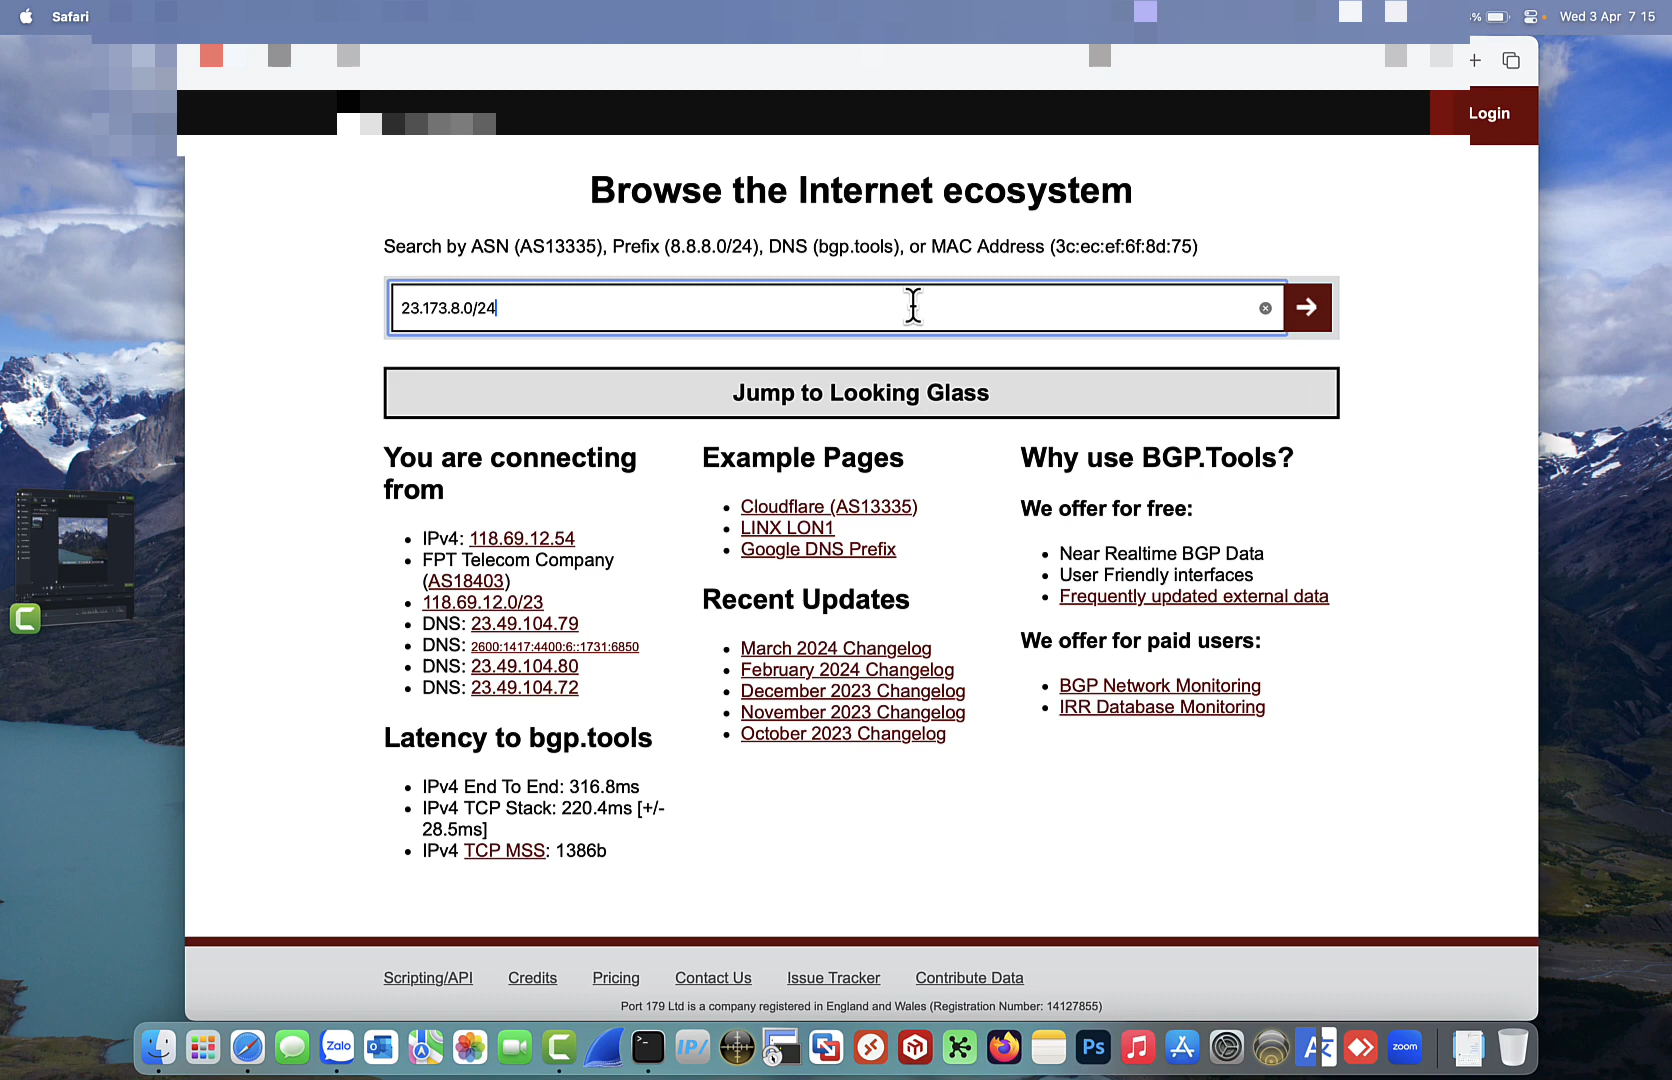 Safari
%
Wed 3 Apr 7 15
Login
Browse the Internet ecosystem
Search by ASN (AS13335), Prefix (8.8.8.0/24), DNS (bgp.tools), or MAC Address (3c:ec:ef:6f:8d:75)
23.173.8.0/24
Jump to Looking Glass
You are connecting
from
IPv4: 118.69.12.54
FPT Telecom Company
(AS18403)
118.69.12.0/23
DNS: 23.49.104.79
DNS: 2600:1417:4400:6::1731:6850
DNS: 23.49.104.80
DNS: 23.49.104.72
Latency to bgp.tools
IPv4 End To End: 316.8ms
IPv4 TCP Stack: 220.4ms [+/-
28.5ms]
IPv4 TCP MSS: 1386b
Example Pages
Cloudflare (AS13335)
LINX LON1
Google DNS Prefix
Recent Updates
March 2024 Changelog
February 2024 Changelog
December 2023 Changelog
November 2023 Changelog
October 2023 Changelog
Why use BGP.Tools?
We offer for free:
Near Realtime BGP Data
User Friendly interfaces
Frequently updated external data
We offer for paid users:
BGP Network Monitoring
IRR Database Monitoring
Scripting/API Credits Pricing Contact Us Issue Tracker Contribute Data
Port 179 Ltd is a company registered in England and Wales (Registration Number: 14127855)
Zalo
IP/
Ps
zoom